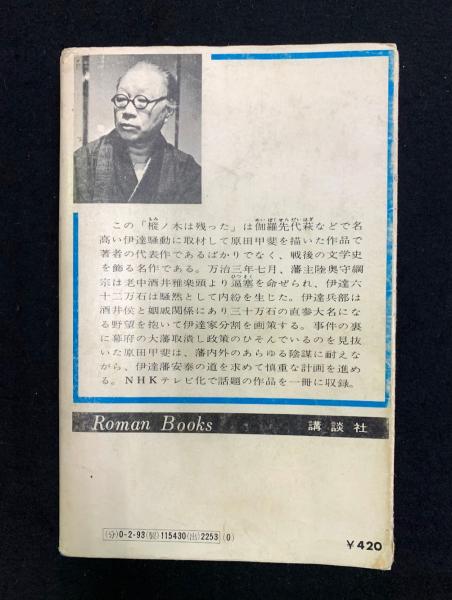 この「樅ノ木は残った」は伽羅先代萩などで名
高い伊達騒動に取材して原田甲斐を描いた作品で
著者の代表作であるばかりでなく、戦後の文学史
を飾る名作である。万治三年七月、藩主陸奥守綱
宗は老中酒井雅楽頭より逼塞を命ぜられ、伊達六
十二万石は騒然として内紛を生じた。伊達兵部は
酒井侯と姻戚関係にあり三十万石の直参大名にな
る野望を抱いて伊達家分割を画策する。事件の裏
に幕府の大藩取潰し政策のひそんでいるのを見抜
いた原田甲斐は、藩内外のあらゆる陰謀に耐えな
がら、伊達藩安泰の道を求めて慎重な計画を進め
る。NHKテレビ化で話題の作品を一冊に収録。
Roman Books 講談社
(分)0-2-93(製)115430(出)2253(0)
¥420